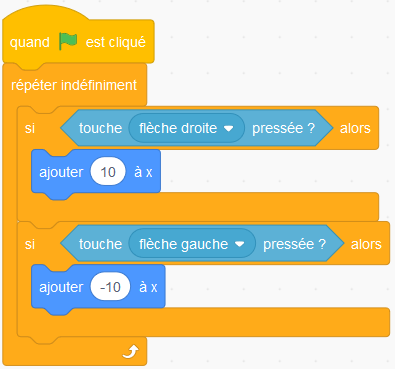 quand est cliqué
répéter indéfiniment
si touche flèche droite pressée ? alors
ajouter 10 à x
si touche flèche gauche pressée ? alors
ajouter -10 à x